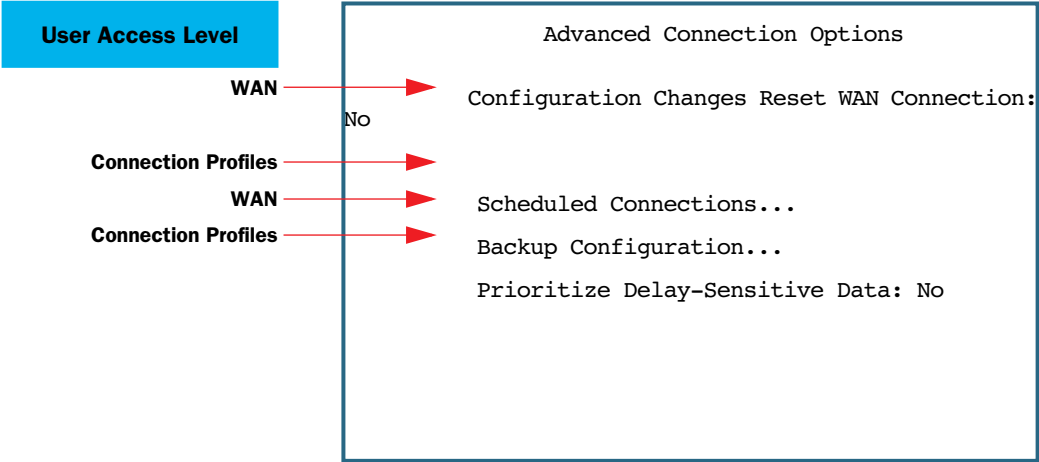 User Access Level
Advanced Connection Options
WAN
Configuration Changes Reset WAN Connection:
No
Connection Profiles
WAN
Scheduled Connections...
Connection Profiles
Backup Configuration...
Prioritize Delay-Sensitive Data: No